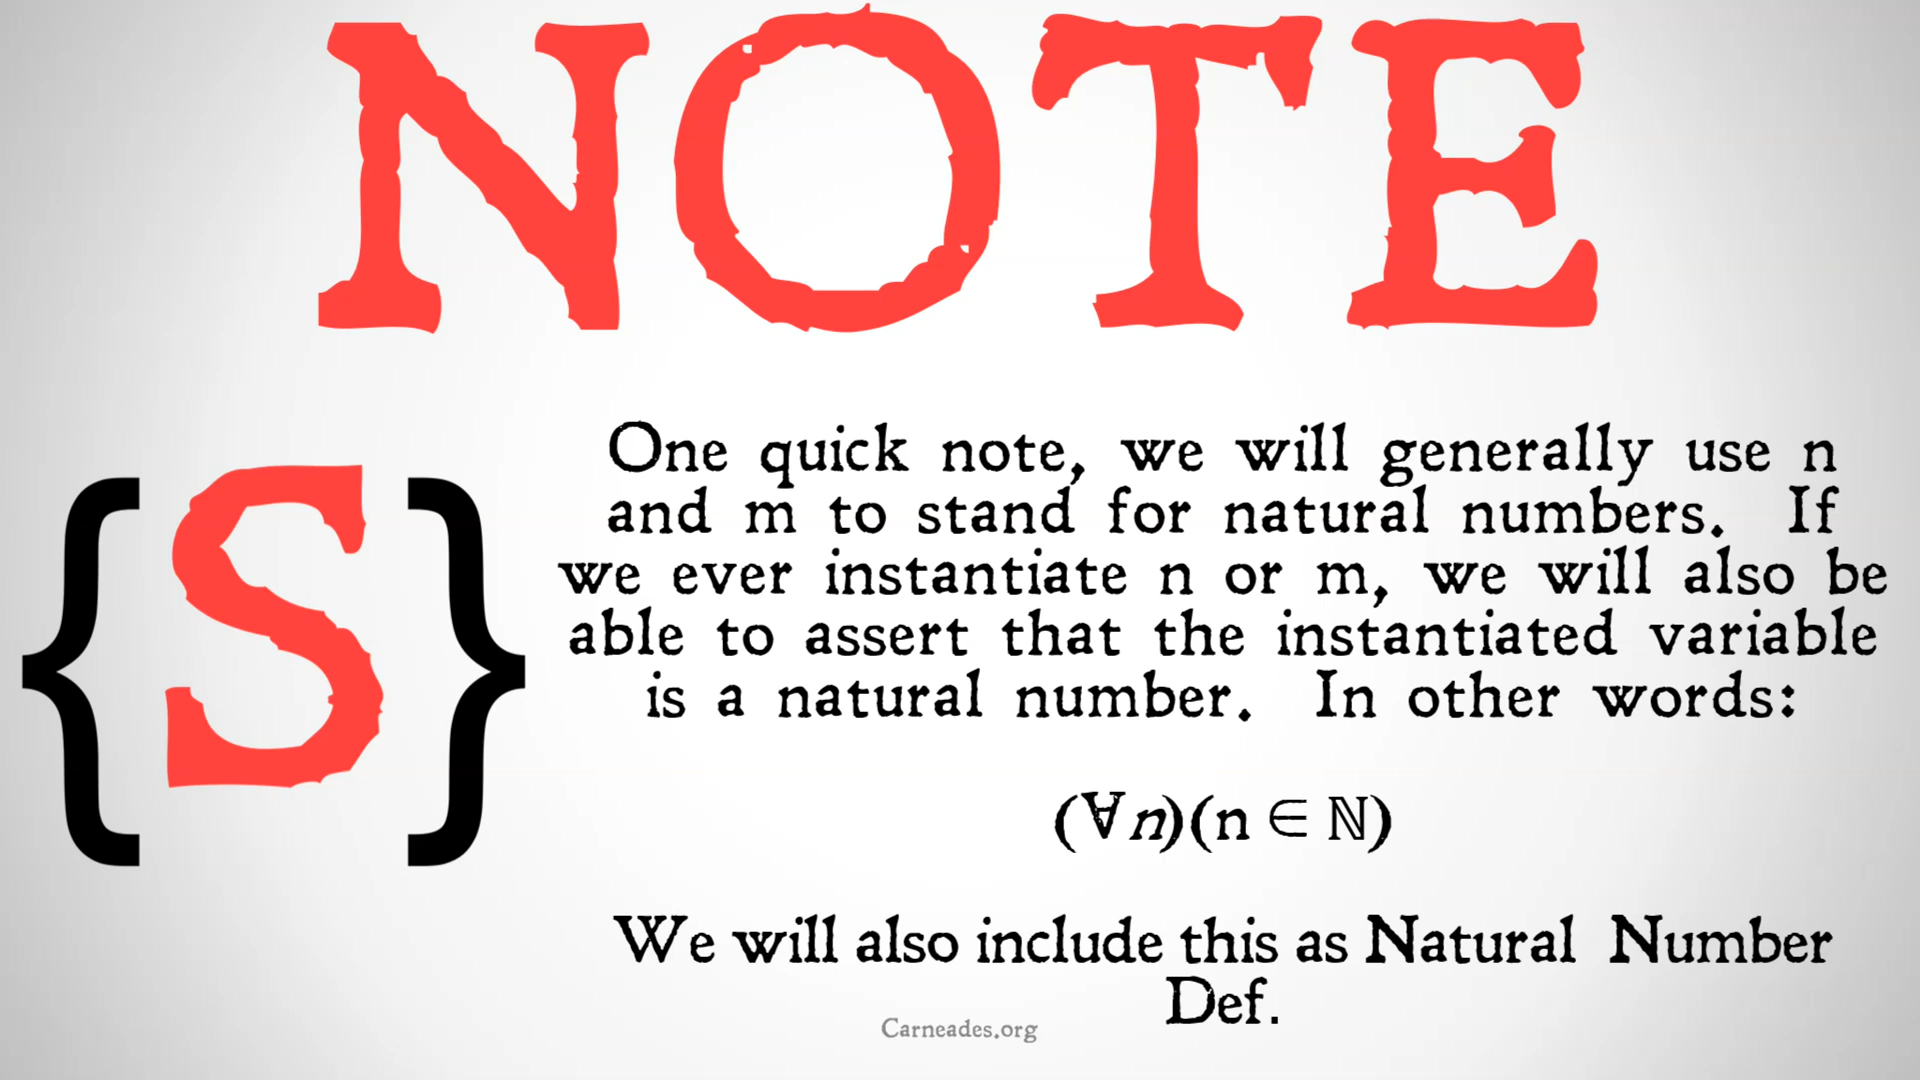 NOTE
{S}
One quick note, we will generally use n
and m to stand for natural numbers. If
we ever instantiate n or m, we will also be
able to assert that the instantiated variable
is a natural number. In other words:
(∀n)(n ∈ ℕ)
We will also include this as Natural Number
Def.
Carneades.org